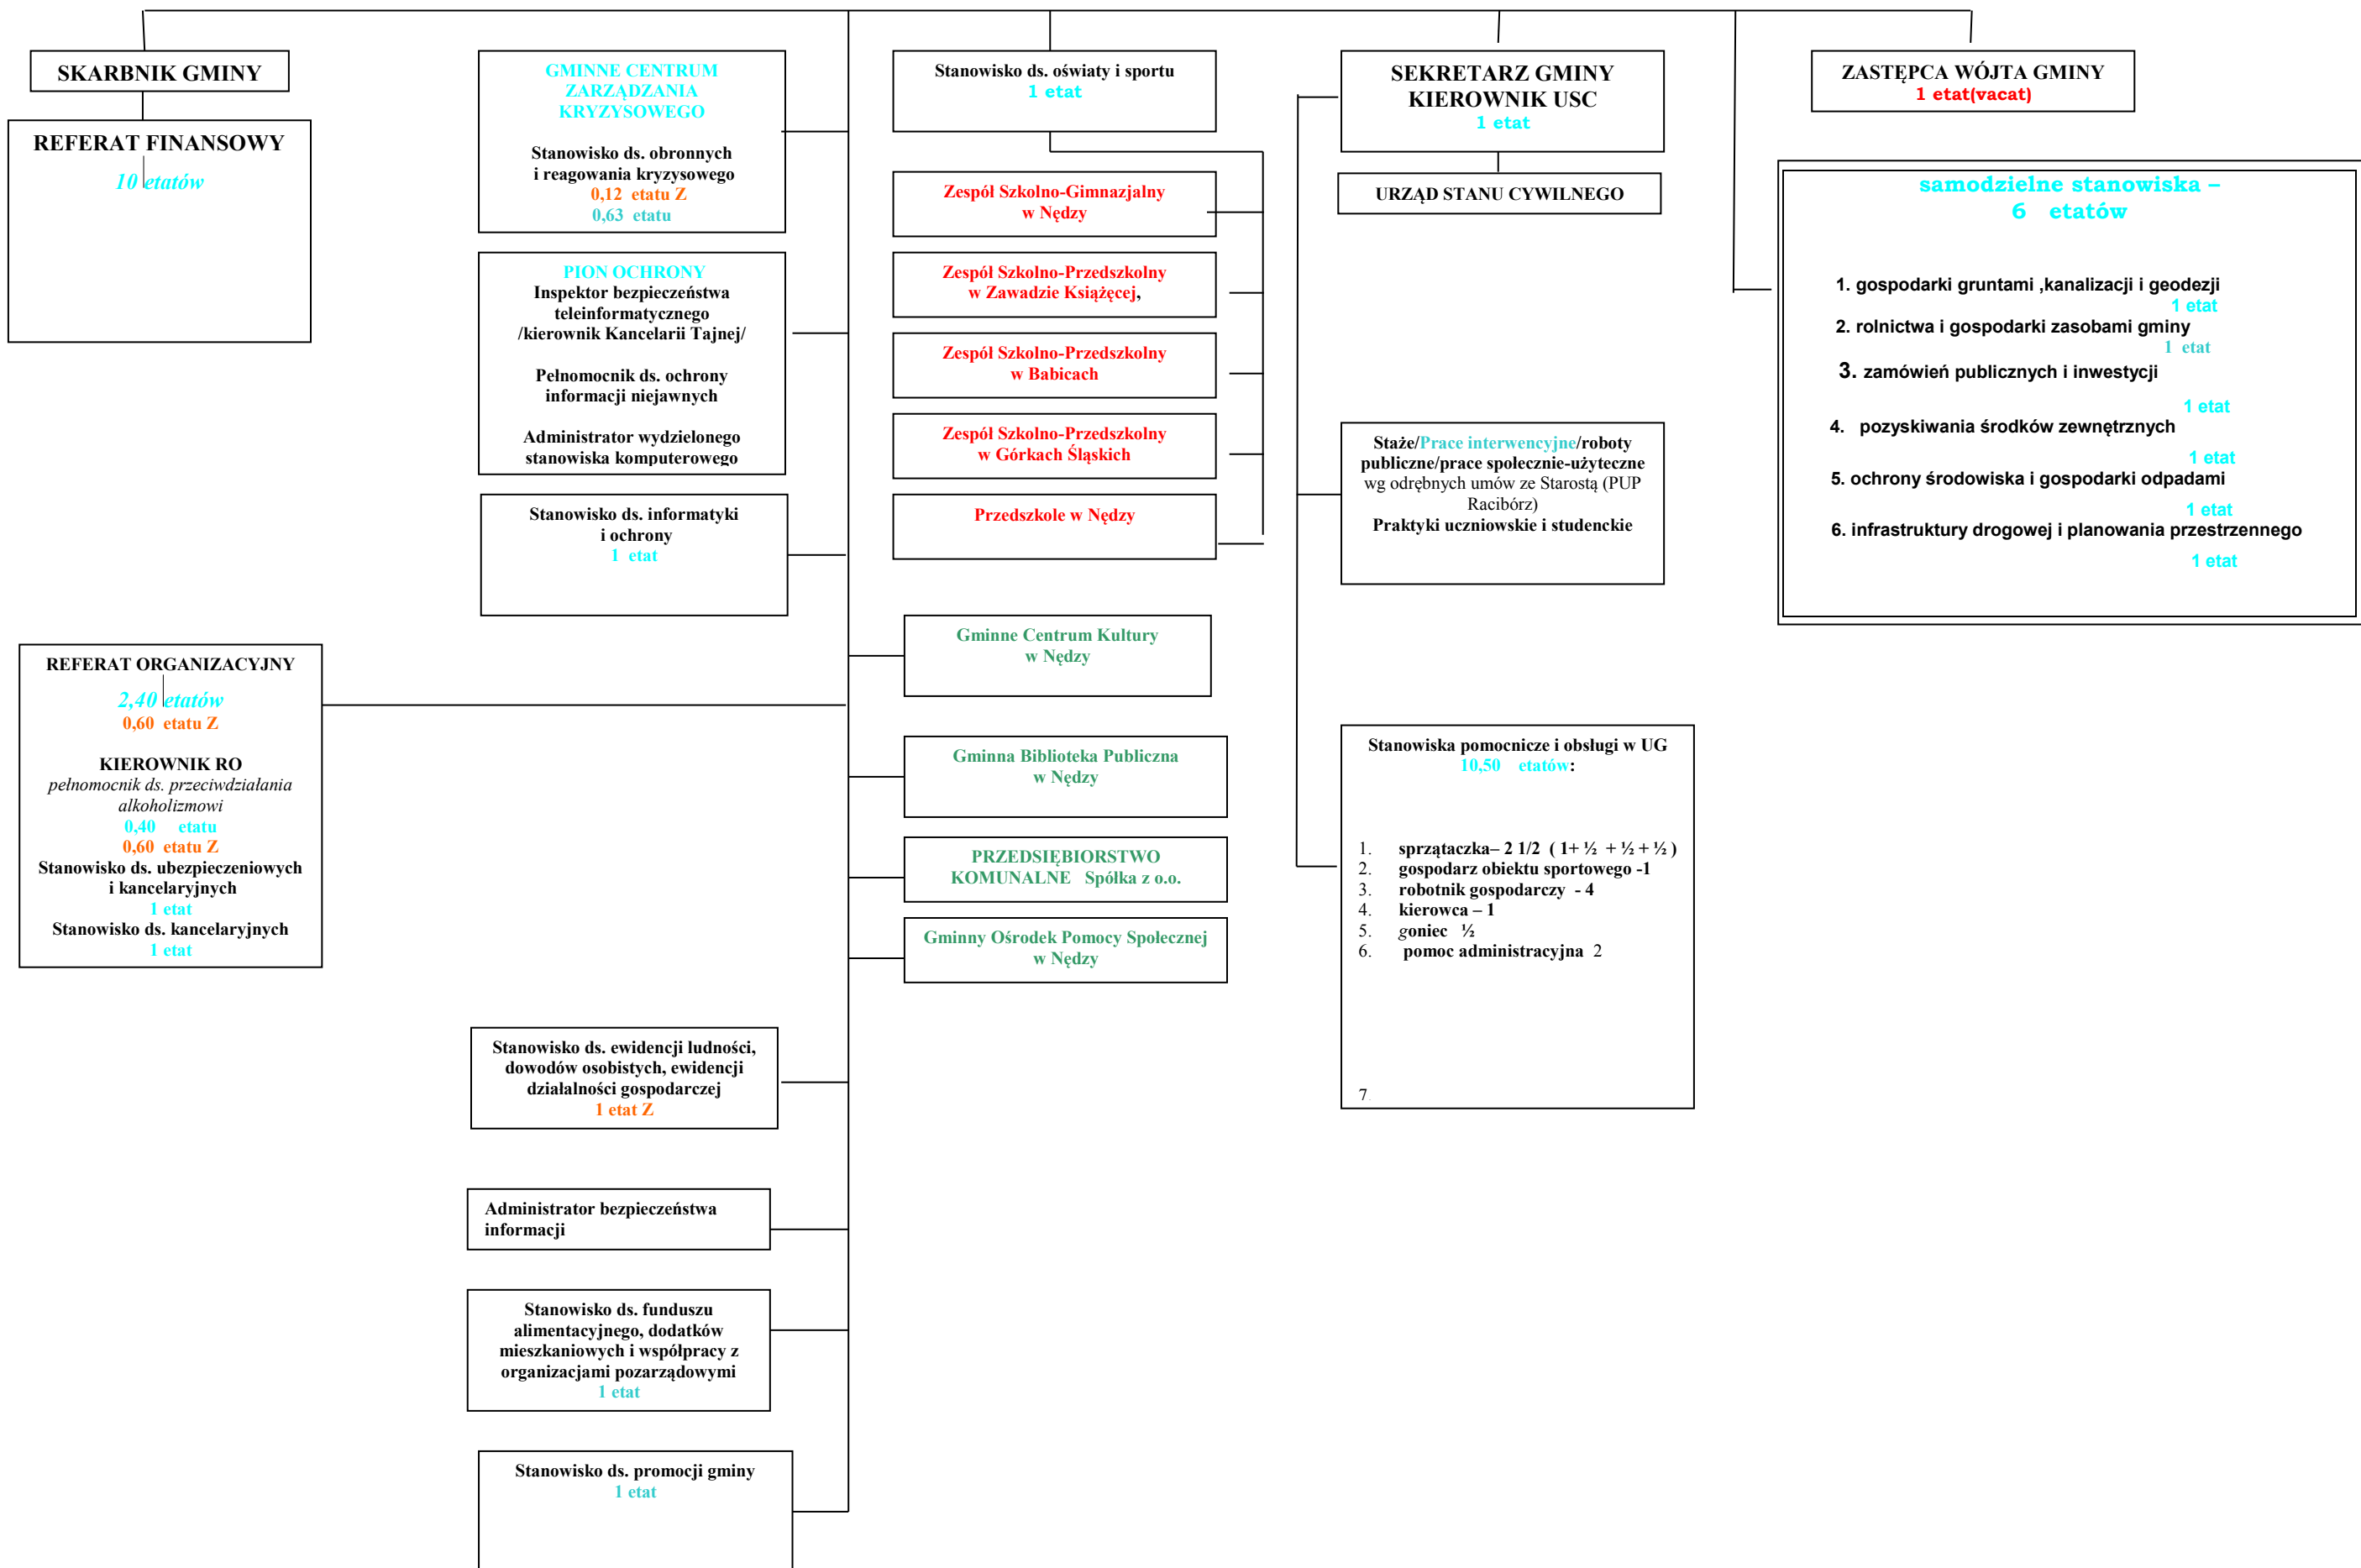 SKARBNIK GMINY
REFERAT FINANSOWY
10 etatów
GMINNE CENTRUM
ZARZĄDZANIA
KRYZYSOWEGO
Stanowisko ds. obronnych
i reagowania kryzysowego
0,12 etatu Z
0,63 etatu
PION OCHRONY
Inspektor bezpieczeństwa
teleinformatycznego
/kierownik Kancelarii Tajnej/
Pełnomocnik ds. ochrony
informacji niejawnych
Administrator wydzielonego
stanowiska komputerowego
Stanowisko ds. informatyki
i ochrony
1 etat
REFERAT ORGANIZACYJNY
2,40 etatów
0,60 etatu Z
KIEROWNIK RO
pełnomocnik ds. przeciwdziałania
alkoholizmowi
0,40 etatu
0,60 etatu Z
Stanowisko ds. ubezpieczeniowych
i kancelaryjnych
1 etat
Stanowisko ds. kancelaryjnych
1 etat
Stanowisko ds. ewidencji ludności,
dowodów osobistych, ewidencji
działalności gospodarczej
1 etat Z
Administrator bezpieczeństwa
informacji
Stanowisko ds. funduszu
alimentacyjnego, dodatków
mieszkaniowych i współpracy z
organizacjami pozarządowymi
1 etat
Stanowisko ds. promocji gminy
1 etat
Stanowisko ds. oświaty i sportu
1 etat
Zespół Szkolno-Gimnazjalny
w Nędzy
Zespół Szkolno-Przedszkolny
w Zawadzie Książęcej,
Zespół Szkolno-Przedszkolny
w Babicach
Zespół Szkolno-Przedszkolny
w Górkach Śląskich
Przedszkole w Nędzy
Gminne Centrum Kultury
w Nędzy
Gminna Biblioteka Publiczna
w Nędzy
PRZEDSIĘBIORSTWO
KOMUNALNE Spółka z o.o.
Gminny Ośrodek Pomocy Społecznej
w Nędzy
SEKRETARZ GMINY
KIEROWNIK USC
1 etat
URZĄD STANU CYWILNEGO
Staże/Prace interwencyjne/roboty
publiczne/prace społecznie-użyteczne
wg odrębnych umów ze Starostą (PUP
Racibórz)
Praktyki uczniowskie i studenckie
Stanowiska pomocnicze i obsługi w UG
10,50 etatów:
1. sprzątaczka– 2 1/2 ( 1+ ½ + ½ + ½ )
2. gospodarz obiektu sportowego -1
3. robotnik gospodarczy - 4
4. kierowca – 1
5. goniec ½
6. pomoc administracyjna 2
7.
ZASTĘPCA WÓJTA GMINY
1 etat(vacat)
samodzielne stanowiska –
6 etatów
1. gospodarki gruntami ,kanalizacji i geodezji
1 etat
2. rolnictwa i gospodarki zasobami gminy
1 etat
3. zamówień publicznych i inwestycji
1 etat
4. pozyskiwania środków zewnętrznych
1 etat
5. ochrony środowiska i gospodarki odpadami
1 etat
6. infrastruktury drogowej i planowania przestrzennego
1 etat